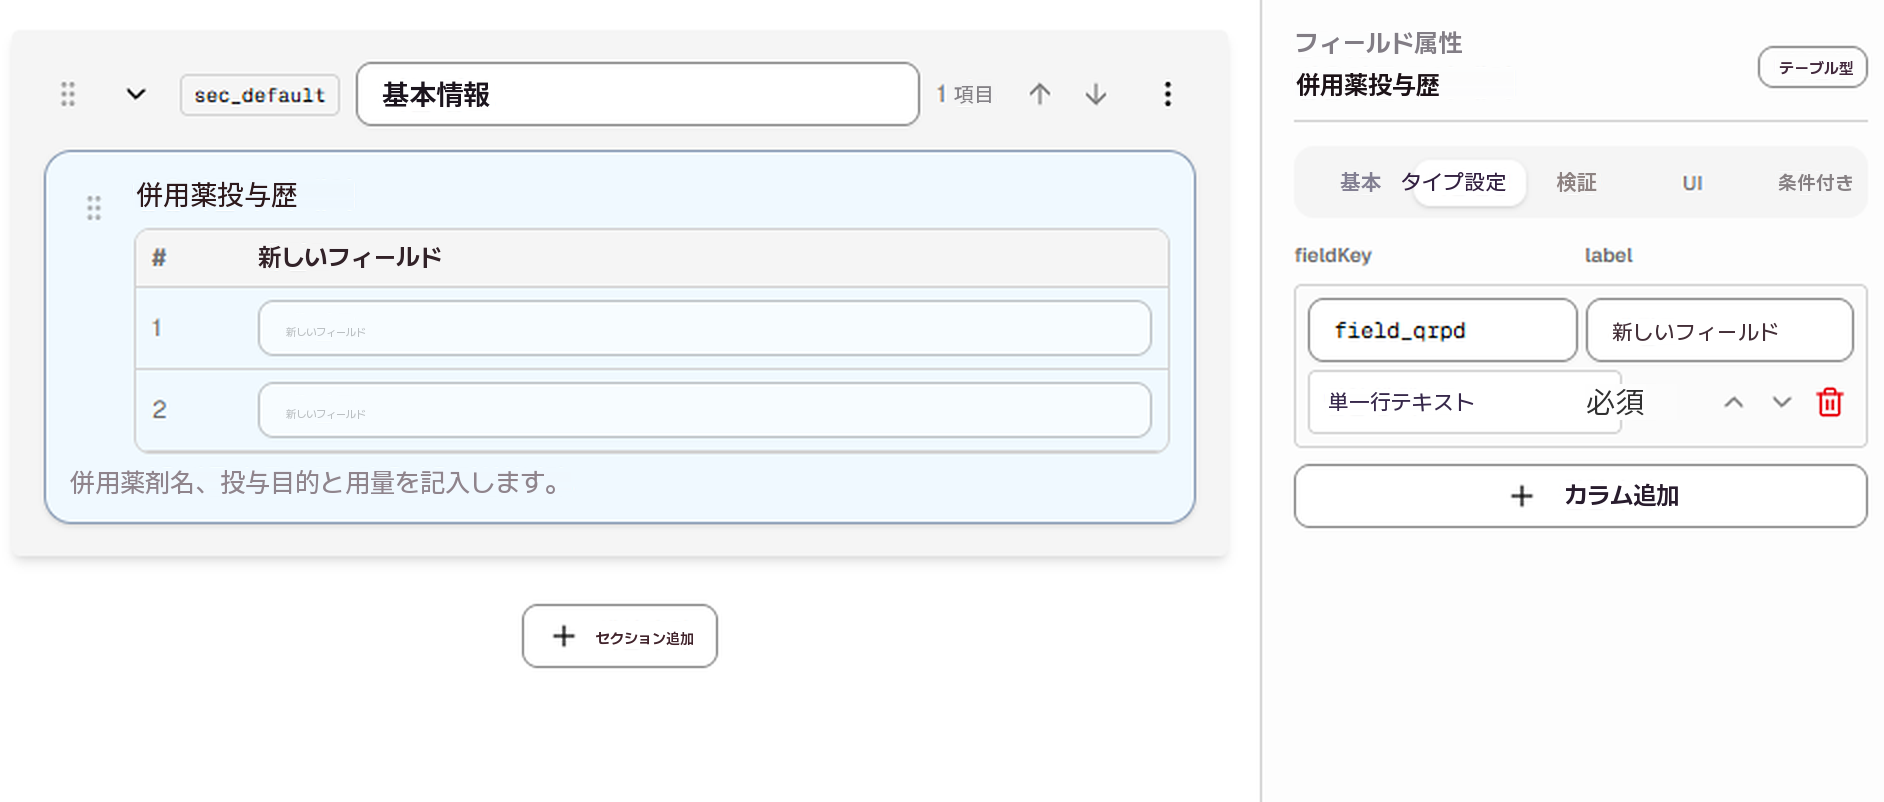 sec_default
基本情報
1 項目
併用薬投与歴
# 新しいフィールド
1 新しいフィールド
2 新しいフィールド
併用薬剤名、投与目的と用量を記入します。
セクション追加
フィールド属性
併用薬投与歴
テーブル型
基本 タイプ設定 検証 UI 条件付き
fieldKey label
field_qrpd 新しいフィールド
単一行テキスト 必須
カラム追加